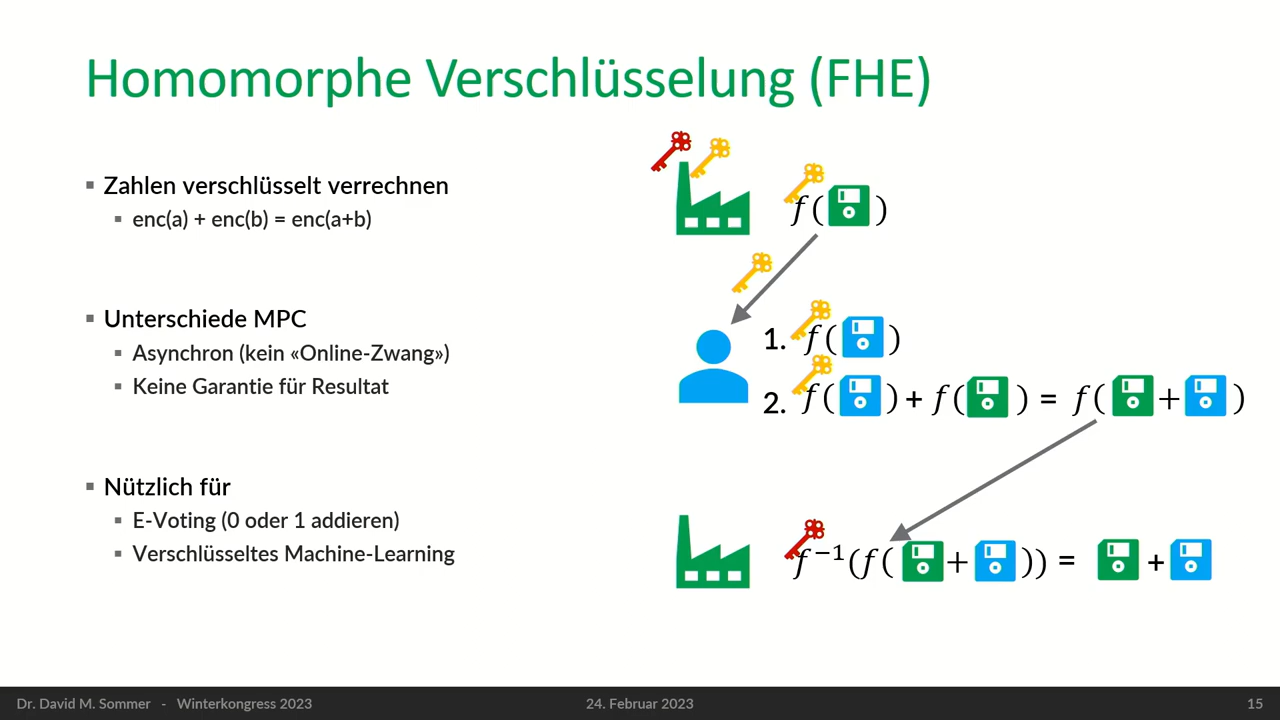 Homomorphe Verschlüsselung (FHE)
▪ Zahlen verschlüsselt verrechnen
▪ enc(a) + enc(b) = enc(a+b)
▪ Unterschiede MPC
▪ Asynchron (kein «Online-Zwang»)
▪ Keine Garantie für Resultat
▪ Nützlich für
▪ E-Voting (0 oder 1 addieren)
▪ Verschlüsseltes Machine-Learning
f( )
1. f( )
2. f( ) + f( ) = f( + )
f⁻¹(f( + )) = +
Dr. David M. Sommer - Winterkongress 2023
24. Februar 2023
15